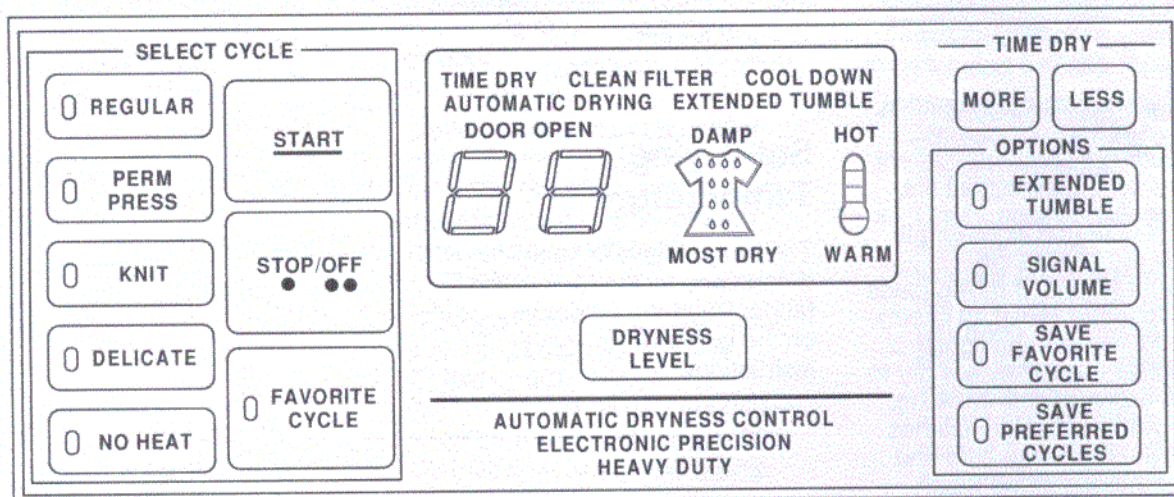 SELECT CYCLE
REGULAR
PERM
PRESS
KNIT
DELICATE
NO HEAT
START
STOP/OFF
FAVORITE
CYCLE
TIME DRY CLEAN FILTER COOL DOWN
AUTOMATIC DRYING EXTENDED TUMBLE
DOOR OPEN
DAMP
HOT
MOST DRY
WARM
DRYNESS
LEVEL
AUTOMATIC DRYNESS CONTROL
ELECTRONIC PRECISION
HEAVY DUTY
TIME DRY
MORE
LESS
OPTIONS
EXTENDED
TUMBLE
SIGNAL
VOLUME
SAVE
FAVORITE
CYCLE
SAVE
PREFERRED
CYCLES